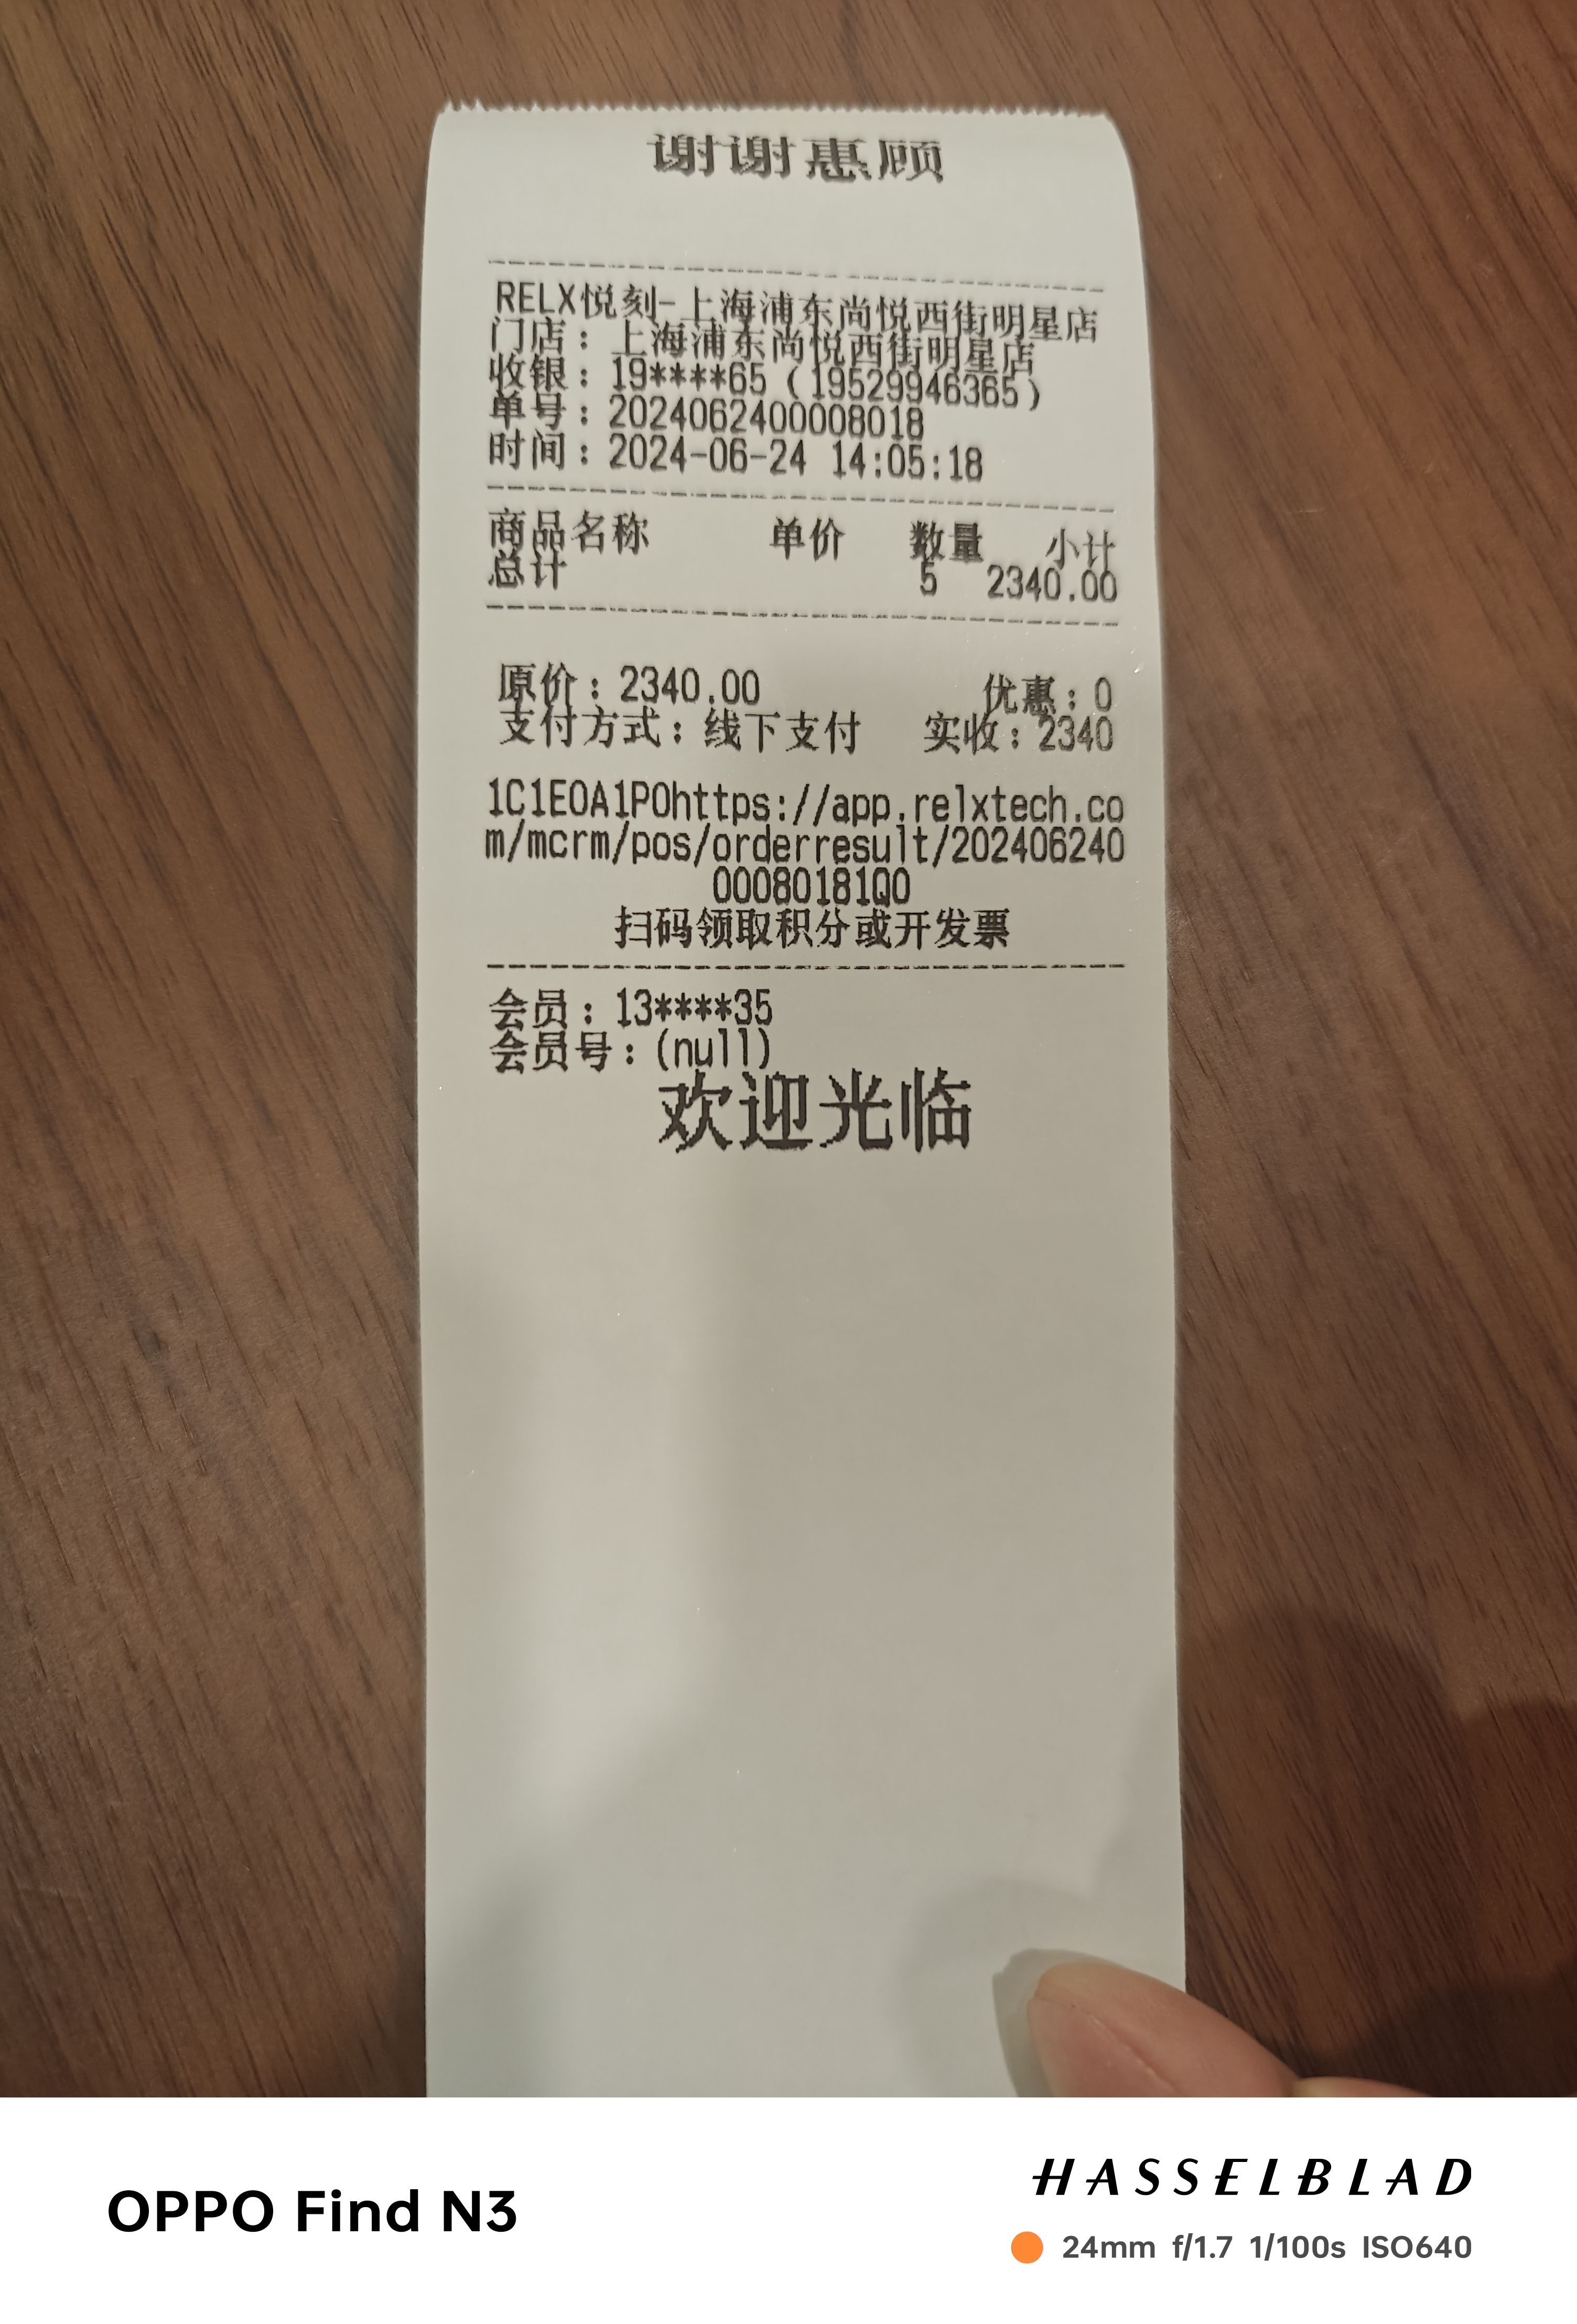 谢谢惠顾
RELX悦刻-上海浦东尚悦西街明星店
门店：上海浦东尚悦西街明星店
收银：19****65（19529946365）
单号：2024062400008018
时间：2024-06-24 14:05:18
商品名称 单价 数量 小计
总计 5 2340.00
原价：2340.00 优惠：0
支付方式：线下支付 实收：2340
1C1E0A1P0https://app.relxtech.co
m/mcrm/pos/orderresult/202406240
00080181Q0
扫码领取积分或开发票
会员：13****35
会员号：(null)
欢迎光临
OPPO Find N3
HASSELBLAD
24mm f/1.7 1/100s ISO640